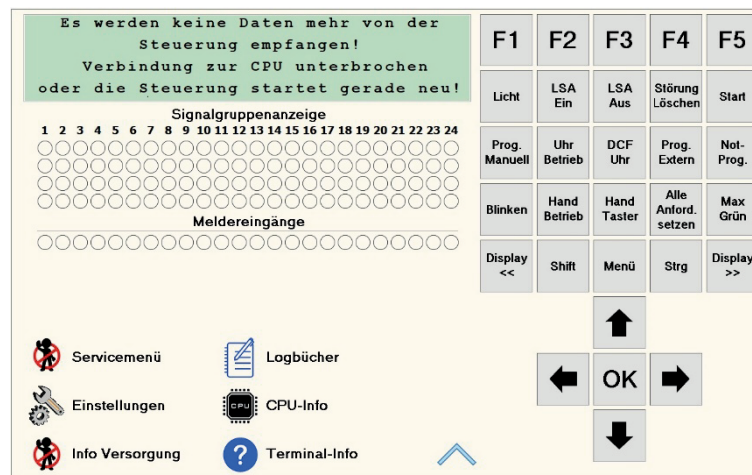 Es werden keine Daten mehr von der
Steuerung empfangen!
Verbindung zur CPU unterbrochen
oder die Steuerung startet gerade neu!
Signalgruppenanzeige
1 2 3 4 5 6 7 8 9 10 11 12 13 14 15 16 17 18 19 20 21 22 23 24
Meldereingänge
Servicemenü
Logbücher
Einstellungen
CPU
CPU-Info
Info Versorgung
?
Terminal-Info
F1 F2 F3 F4 F5
Licht
LSA
Ein
LSA
Aus
Störung
Löschen
Start
Prog.
Manuell
Uhr
Betrieb
DCF
Uhr
Prog.
Extern
Not-
Prog.
Blinken
Hand
Betrieb
Hand
Taster
Alle
Anford.
setzen
Max
Grün
Display
<<
Shift
Menü
Strg
Display
>>
OK